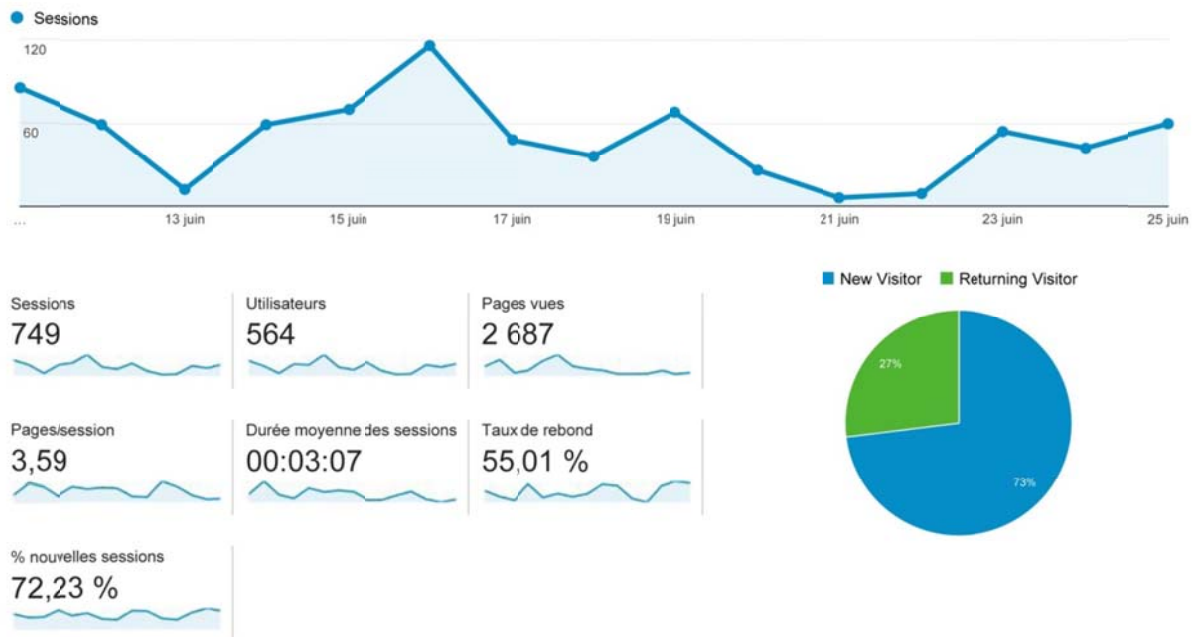 Sessions
120
60
...
13 juin
15 juin
17 juin
19 juin
21 juin
23 juin
25 juin
New Visitor
Returning Visitor
Sessions
749
Utilisateurs
564
Pages vues
2 687
27%
Pages/session
3,59
Durée moyenne des sessions
00:03:07
Taux de rebond
55,01 %
73%
% nouvelles sessions
72,23 %